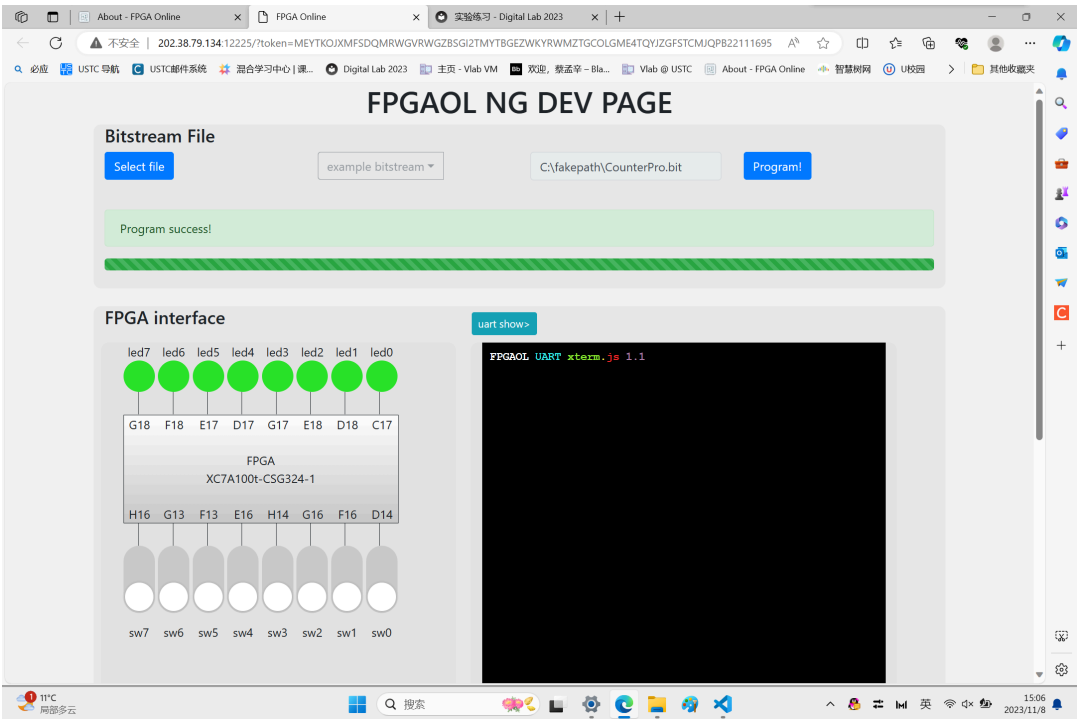 About - FPGA Online
FPGA Online
实验练习 - Digital Lab 2023
不安全
202.38.79.134:12225/?token=MEYTKOJXMFSDQMRWGVRWGZBSGI2TMYTBGEZWKYRWMZTGCOLGME4TQYJZGFSTCMJQPB22111695
必应
USTC 导航
USTC邮件系统
混合学习中心 | 课...
Digital Lab 2023
主页 - Vlab VM
Bb
欢迎, 蔡孟辛 – Bla...
Vlab @ USTC
About - FPGA Online
智慧树网
U校园
其他收藏夹
FPGAOL NG DEV PAGE
Bitstream File
Select file
example bitstream
C:\fakepath\CounterPro.bit
Program!
Program success!
FPGA interface
uart show>
led7 led6 led5 led4 led3 led2 led1 led0
FPGAOL UART xterm.js 1.1
G18 F18 E17 D17 G17 E18 D18 C17
FPGA
XC7A100t-CSG324-1
H16 G13 F13 E16 H14 G16 F16 D14
sw7 sw6 sw5 sw4 sw3 sw2 sw1 sw0
1
11°C
局部多云
搜索
英
15:06
2023/11/8